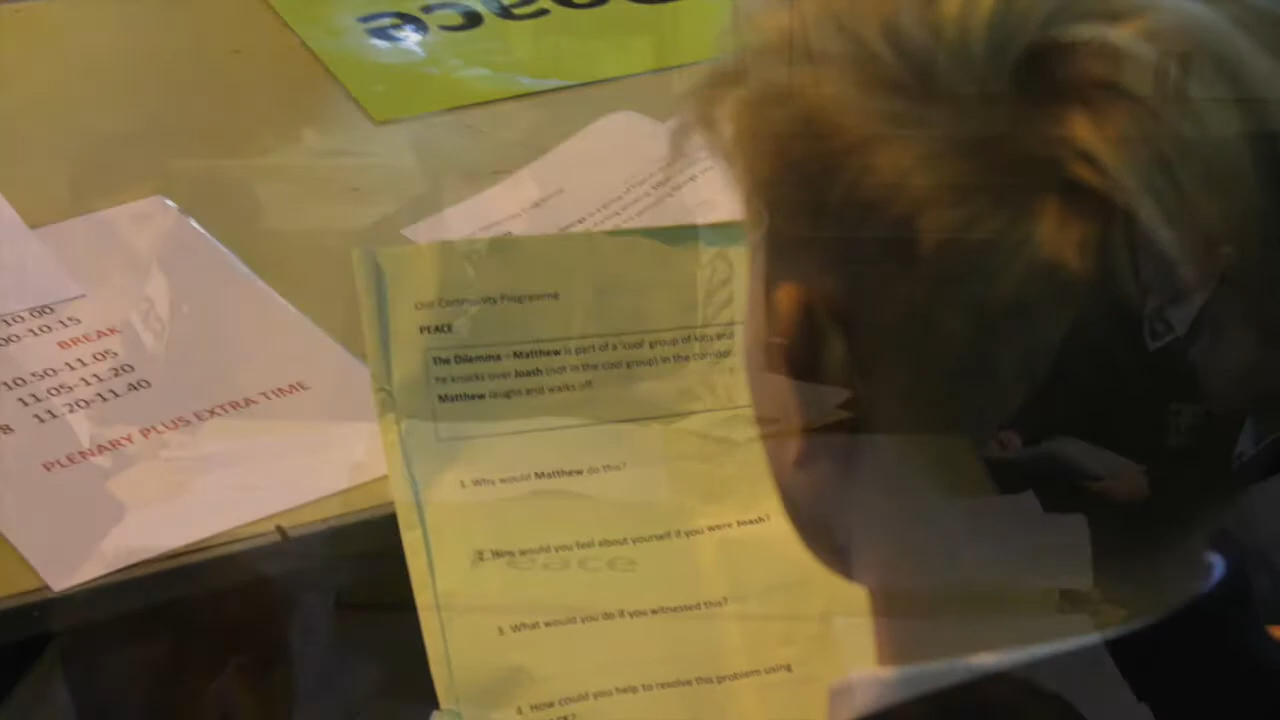 Peace
10.00
00-10.15
BREAK
10.50-11.05
11.05-11.20
8 11.20-11.40
PLENARY PLUS EXTRA TIME
Our Community Programme
PEACE
The Dilemma - Matthew is part of a 'cool' group of kids and
he knocks over Joash (not in the cool group) in the corridor.
Matthew laughs and walks off.
1. Why would Matthew do this?
2. How would you feel about yourself if you were Joash?
Peace
3. What would you do if you witnessed this?
4. How could you help to resolve this problem using